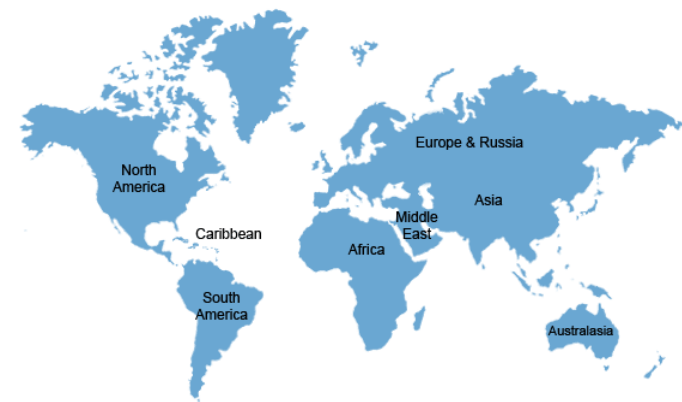 Europe & Russia
North
America
Asia
Middle
East
Caribbean
Africa
South
America
Australasia